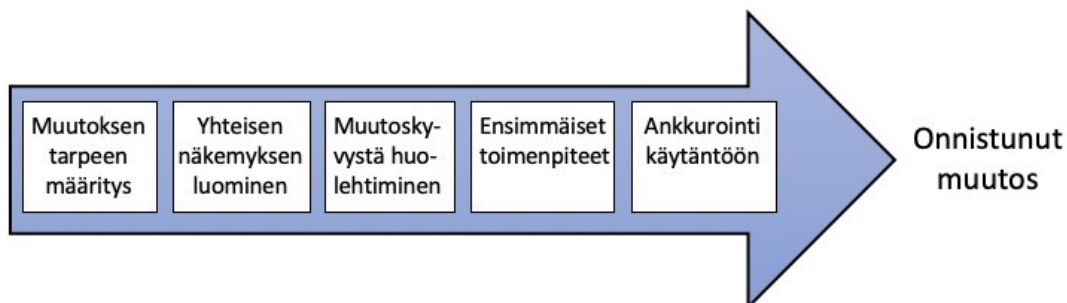 Muutoksen
tarpeen
määritys
Yhteisen
näkemyksen
luominen
Muutosky-
vystä huo-
lehtiminen
Ensimmäiset
toimenpiteet
Ankkurointi
käytäntöön
Onnistunut
muutos